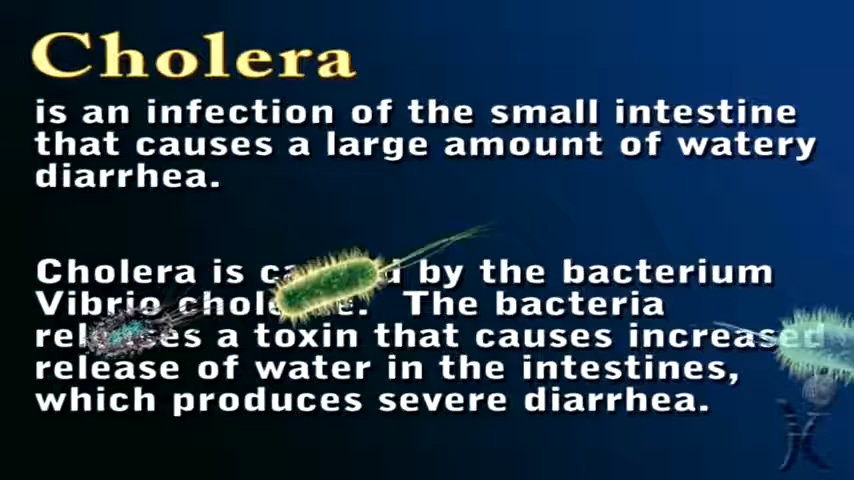 Cholera
is an infection of the small intestine
that causes a large amount of watery
diarrhea.
Cholera is by the bacterium
Vibrio The bacteria
a toxin that causes increased
release of water in the intestines,
which produces severe diarrhea.